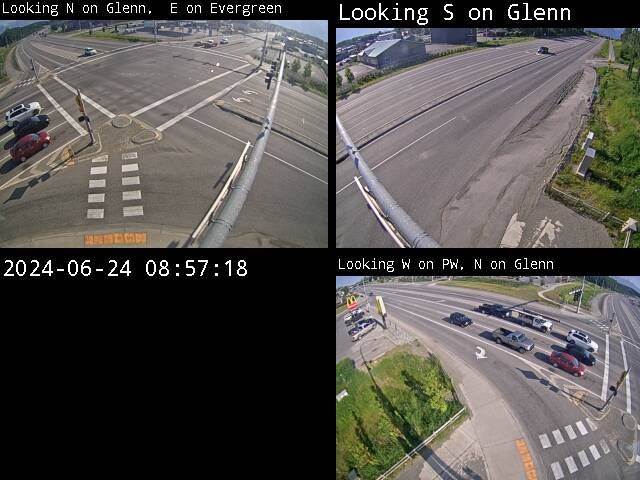 Looking N on Glenn,  E on Evergreen
Looking S on Glenn
2024-06-24 08:57:18
Looking W on PW, N on Glenn